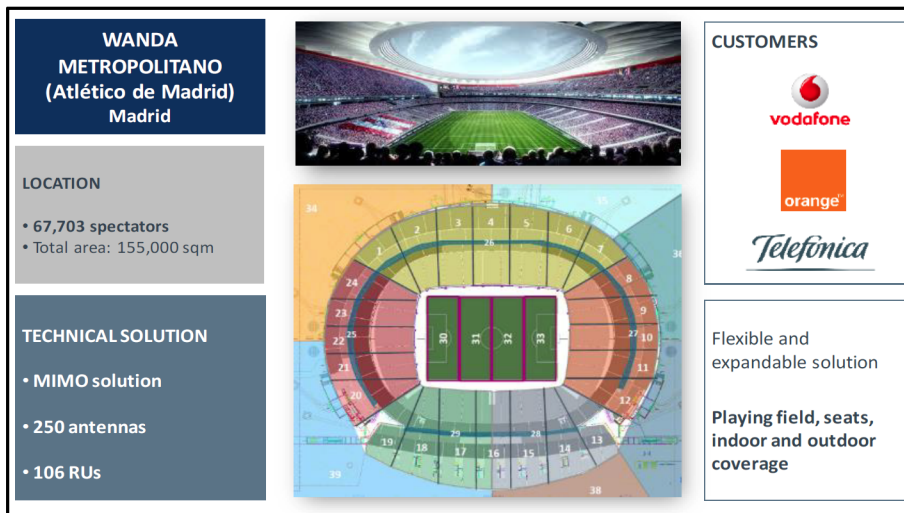 WANDA
METROPOLITANO
(Atlético de Madrid)
Madrid
LOCATION
• 67,703 spectators
• Total area: 155,000 sqm
TECHNICAL SOLUTION
• MIMO solution
• 250 antennas
• 106 RUs
34
35
36
1
2
3
4
5
6
7
26
8
9
10
11
12
27
24
23
22
21
20
25
30
31
32
33
19
18
17
16
15
14
13
29
28
39
38
CUSTOMERS
vodafone
orange™
Telefónica
Flexible and
expandable solution
Playing field, seats,
indoor and outdoor
coverage